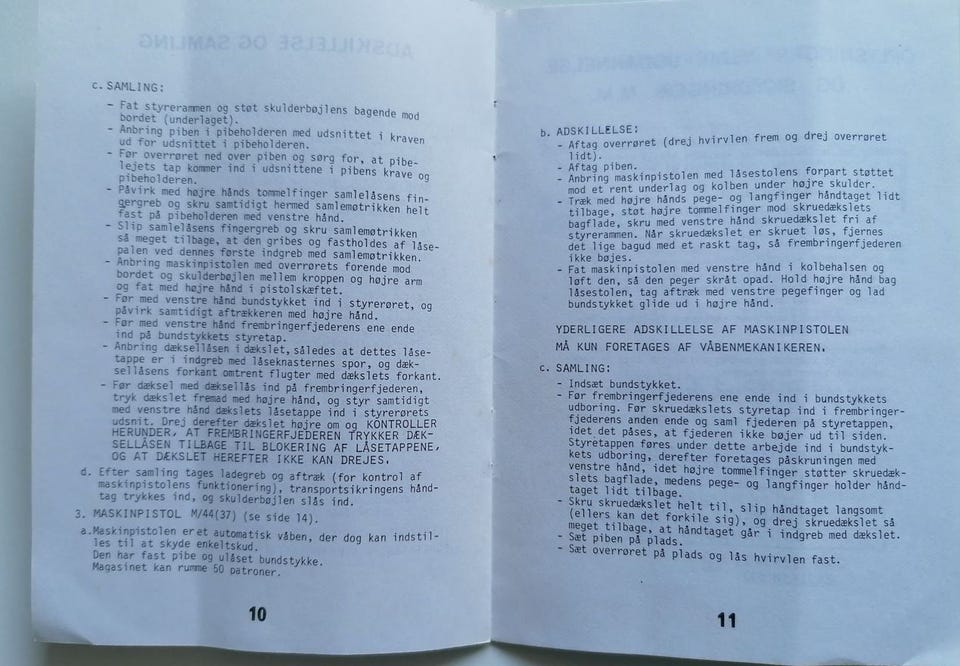 c. SAMLING:
- Fat styrerammen og støt skulderbøjlens bagende mod
bordet (underlaget).
- Anbring piben i pibeholderen med udsnittet i kraven
ud for udsnittet i pibeholderen.
- Før overrøret ned over piben og sørg for, at pibe-
lejets tap kommer ind i udsnittene i pibens krave og
pibeholderen.
- Påvirk med højre hånds tommelfinger samlelåsens fin-
gergreb og skru samtidigt hermed samlemøtrikken helt
fast på pibeholderen med venstre hånd.
- Slip samlelåsens fingergreb og skru samlemøtrikken
så meget tilbage, at den gribes og fastholdes af låse-
palen ved dennes første indgreb med samlemøtrikken.
- Anbring maskinpistolen med overrørets forende mod
bordet og skulderbøjlen mellem kroppen og højre arm
og fat med højre hånd i pistolskæftet.
- Før med venstre hånd bundstykket ind i styrerøret, og
påvirk samtidigt aftrækkeren med højre hånd.
- Før med venstre hånd frembringerfjederens ene ende
ind på bundstykkets styretap.
- Anbring dæksellåsen i dækslet, således at dettes låse-
tappe er i indgreb med låseknasternes spor, og dæk-
sellåsens forkant omtrent flugter med dækslets forkant.
- Før dæksel med dæksellås ind på frembringerfjederen,
tryk dækslet fremad med højre hånd, og styr samtidigt
med venstre hånd dækslets låsetappe ind i styrerørets
udsnit. Drej derefter dækslet højre om og KONTROLLER
HERUNDER, AT FREMBRINGERFJEDEREN TRYKKER DÆK-
SELLÅSEN TILBAGE TIL BLOKERING AF LÅSETAPPENE,
OG AT DÆKSLET HEREFTER IKKE KAN DREJES.
d. Efter samling tages ladegreb og aftræk (for kontrol af
maskinpistolens funktionering), transportsikringens hånd-
tag trykkes ind, og skulderbøjlen slås ind.
3. MASKINPISTOL M/44(37) (se side 14).
a.Maskinpistolen er et automatisk våben, der dog kan indstil-
les til at skyde enkeltskud.
Den har fast pibe og ulåset bundstykke.
Magasinet kan rumme 50 patroner.
10
b. ADSKILLELSE:
- Aftag overrøret (drej hvirvlen frem og drej overrøret
lidt).
- Aftag piben.
- Anbring maskinpistolen med låsestolens forpart støttet
mod et rent underlag og kolben under højre skulder.
- Træk med højre hånds pege- og langfinger håndtaget lidt
tilbage, støt højre tommelfinger mod skruedækslets
bagflade, skru med venstre hånd skruedækslet fri af
styrerammen. Når skruedækslet er skruet løs, fjernes
det lige bagud med et raskt tag, så frembringerfjederen
ikke bøjes.
- Fat maskinpistolen med venstre hånd i kolbehalsen og
løft den, så den peger skråt opad. Hold højre hånd bag
låsestolen, tag aftræk med venstre pegefinger og lad
bundstykket glide ud i højre hånd.
YDERLIGERE ADSKILLELSE AF MASKINPISTOLEN
MÅ KUN FORETAGES AF VÅBENMEKANIKEREN.
c. SAMLING:
- Indsæt bundstykket.
- Før frembringerfjederens ene ende ind i bundstykkets
udboring. Før skruedækslets styretap ind i frembringer-
fjederens anden ende og saml fjederen på styretappen,
idet det påses, at fjederen ikke bøjer ud til siden.
Styretappen føres under dette arbejde ind i bundstyk-
kets udboring, derefter foretages påskruningen med
venstre hånd, idet højre tommelfinger støtter skruedæk-
slets bagflade, medens pege- og langfinger holder hånd-
taget lidt tilbage.
- Skru skruedækslet helt til, slip håndtaget langsomt
(ellers kan det forkile sig), og drej skruedækslet så
meget tilbage, at håndtaget går i indgreb med dækslet.
- Sæt piben på plads.
- Sæt overrøret på plads og lås hvirvlen fast.
11